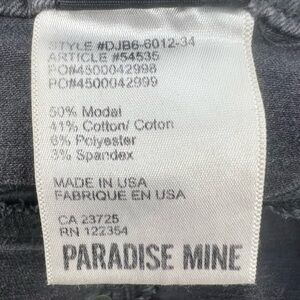 STYLE #DJB6-6012-34
ARTICLE #54535
PO#4500042998
PO#4500042999
50% Modal
41% Cotton/ Coton
6% Polyester
3% Spandex
MADE IN USA
FABRIQUE EN USA
CA 23725
RN 122354
PARADISE MINE